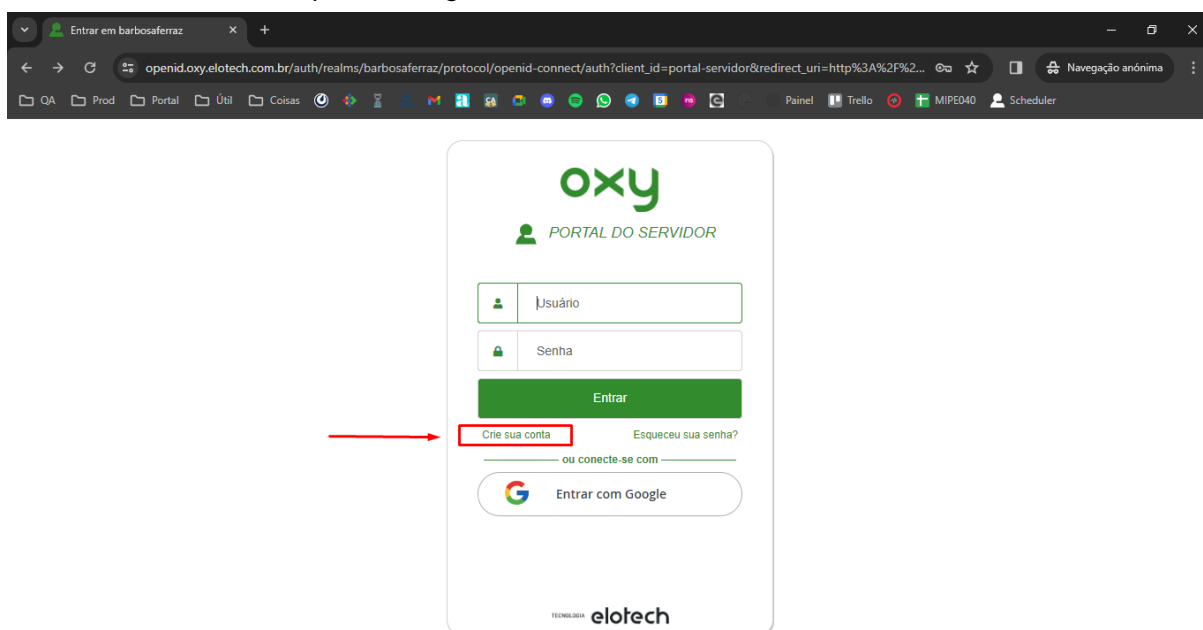 Entrar em barbosaferraz
openid.oxy.elotech.com.br/auth/realms/barbosaferraz/protocol/openid-connect/auth?client_id=portal-servidor&redirect_uri=http%3A%2F%2... Navegação anónima
QA Prod Portal Útil Coisas Painel Trello MIPE040 Scheduler
oxy
PORTAL DO SERVIDOR
Usuário
Senha
Entrar
Crie sua conta Esqueceu sua senha?
ou conecte-se com
Entrar com Google
TECNOLOGIA elotech